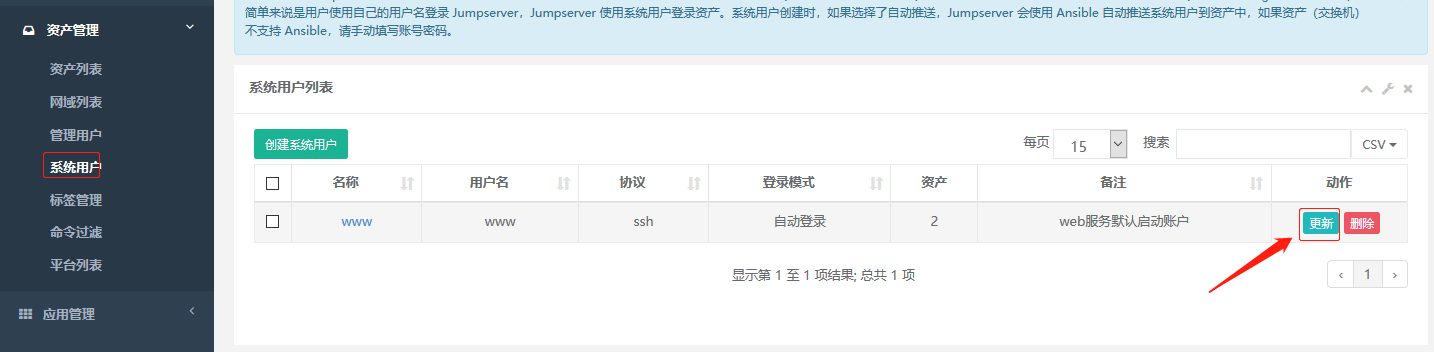 简单来说是用户使用自己的用户名登录 Jumpserver，Jumpserver 使用系统用户登录资产。系统用户创建时，如果选择了自动推送，Jumpserver 会使用 Ansible 自动推送系统用户到资产中，如果资产（交换机）
不支持 Ansible，请手动填写账号密码。
资产管理
资产列表
网域列表
管理用户
系统用户
标签管理
命令过滤
平台列表
应用管理
系统用户列表
创建系统用户
每页 15 搜索 CSV
名称 用户名 协议 登录模式 资产 备注 动作
www www ssh 自动登录 2 web服务默认启动账户 更新 删除
显示第 1 至 1 项结果; 总共 1 项
‹ 1 ›